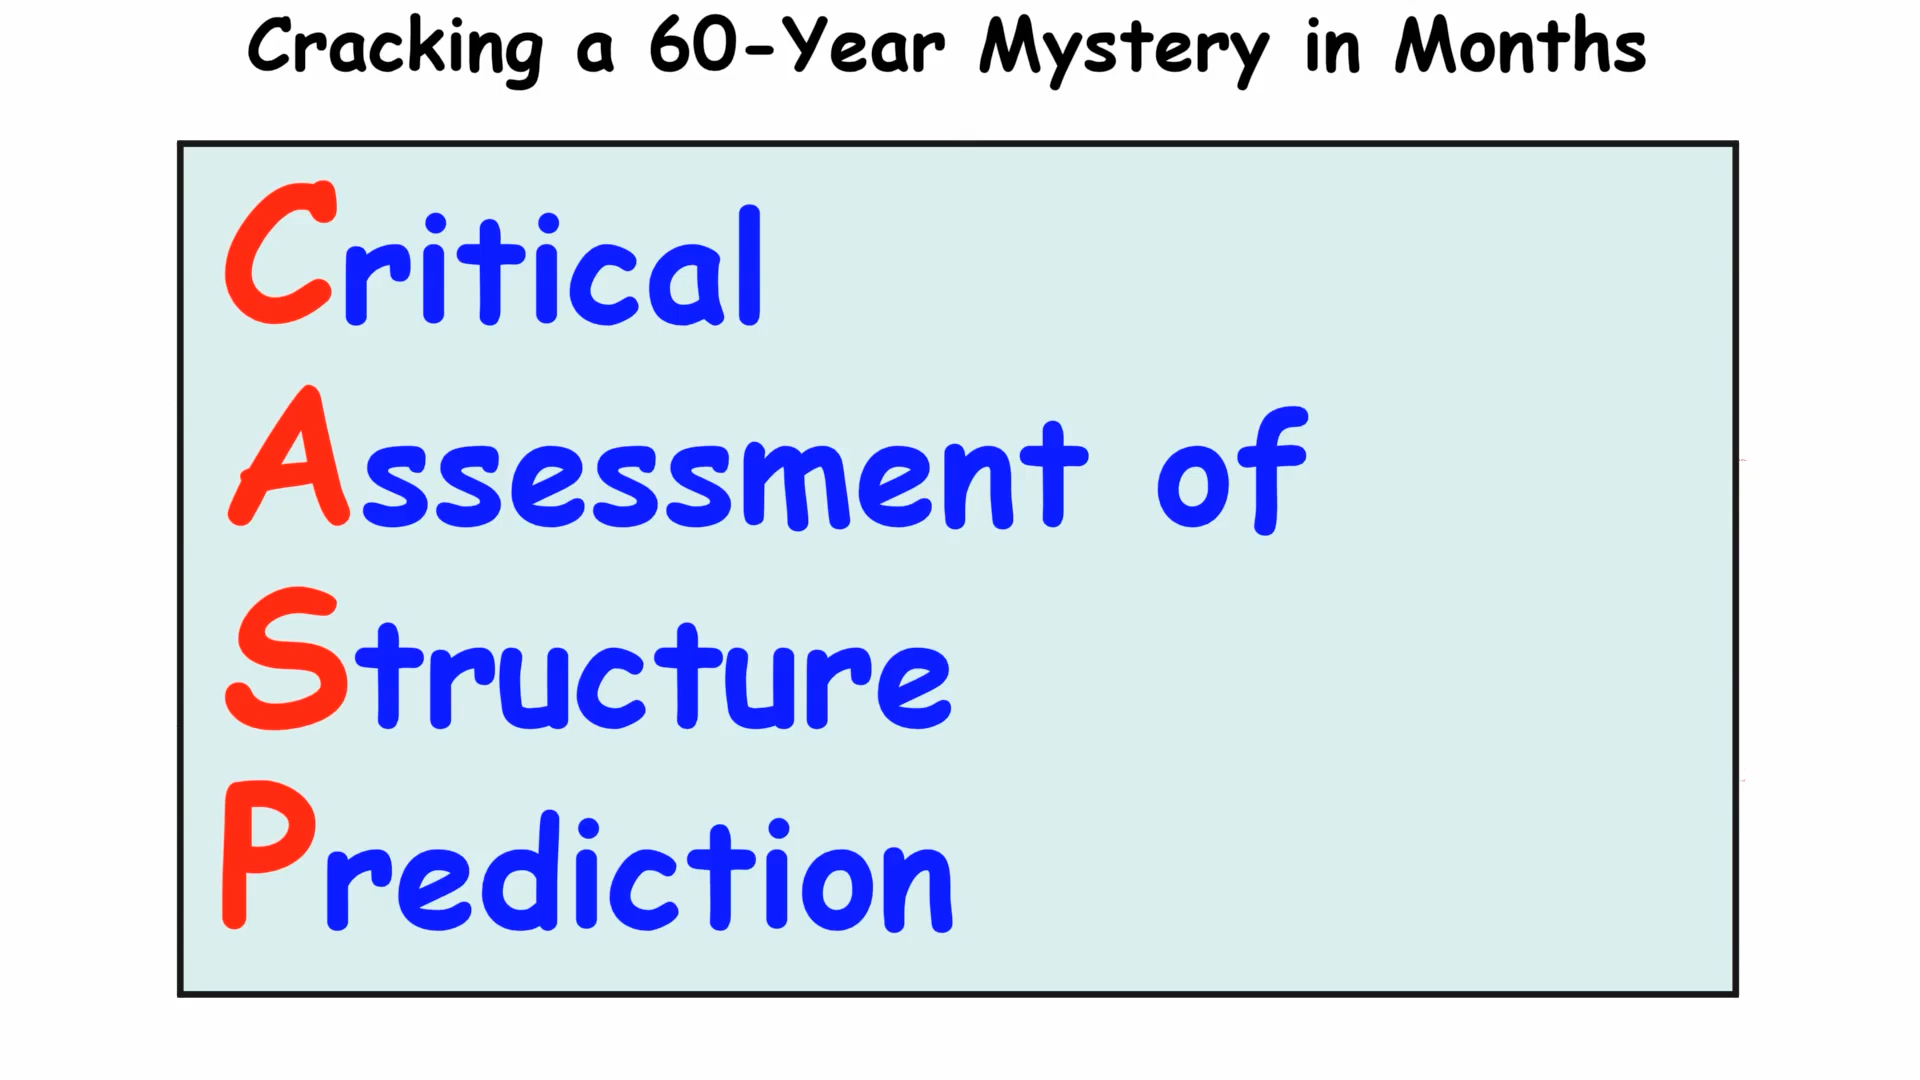 Cracking a 60-Year Mystery in Months
Critical
Assessment of
Structure
Prediction